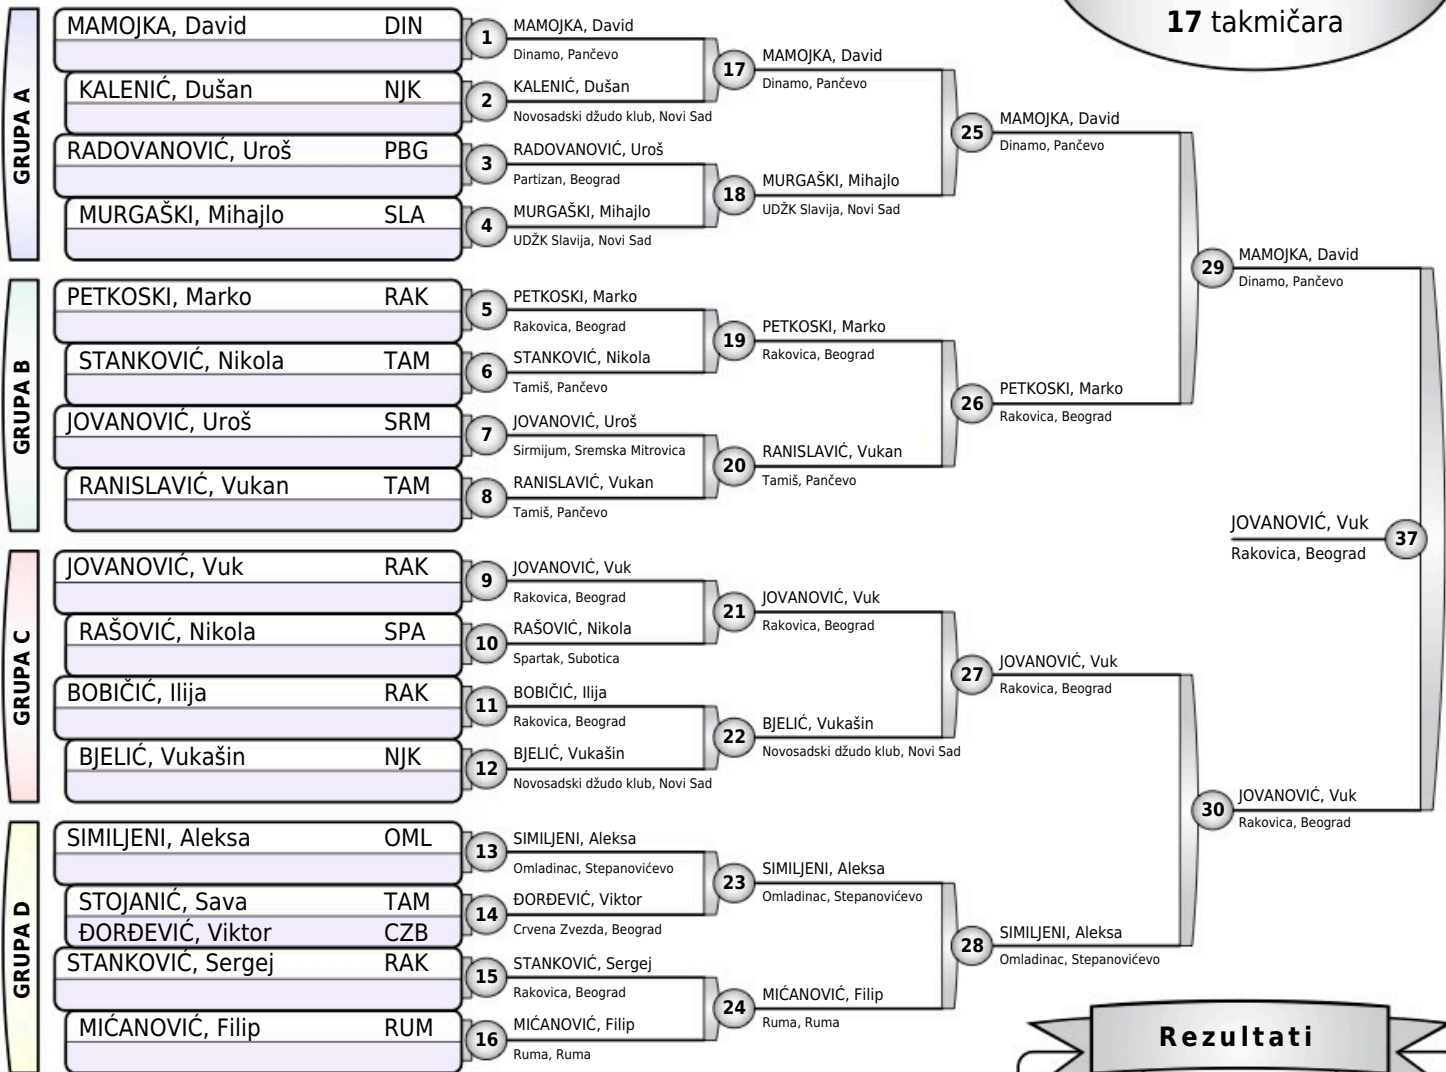 17 takmičara
GRUPA A
MAMOJKA, David DIN
KALENIĆ, Dušan NJK
RADOVANOVIĆ, Uroš PBG
MURGAŠKI, Mihajlo SLA
GRUPA B
PETKOSKI, Marko RAK
STANKOVIĆ, Nikola TAM
JOVANOVIĆ, Uroš SRM
RANISLAVIĆ, Vukan TAM
GRUPA C
JOVANOVIĆ, Vuk RAK
RAŠOVIĆ, Nikola SPA
BOBIČIĆ, Ilija RAK
BJELIĆ, Vukašin NJK
GRUPA D
SIMILJENI, Aleksa OML
STOJANIĆ, Sava TAM
ĐORĐEVIĆ, Viktor CZB
STANKOVIĆ, Sergej RAK
MIĆANOVIĆ, Filip RUM
1 MAMOJKA, David
Dinamo, Pančevo
2 KALENIĆ, Dušan
Novosadski džudo klub, Novi Sad
3 RADOVANOVIĆ, Uroš
Partizan, Beograd
4 MURGAŠKI, Mihajlo
UDŽK Slavija, Novi Sad
5 PETKOSKI, Marko
Rakovica, Beograd
6 STANKOVIĆ, Nikola
Tamiš, Pančevo
7 JOVANOVIĆ, Uroš
Sirmijum, Sremska Mitrovica
8 RANISLAVIĆ, Vukan
Tamiš, Pančevo
9 JOVANOVIĆ, Vuk
Rakovica, Beograd
10 RAŠOVIĆ, Nikola
Spartak, Subotica
11 BOBIČIĆ, Ilija
Rakovica, Beograd
12 BJELIĆ, Vukašin
Novosadski džudo klub, Novi Sad
13 SIMILJENI, Aleksa
Omladinac, Stepanovićevo
14 ĐORĐEVIĆ, Viktor
Crvena Zvezda, Beograd
15 STANKOVIĆ, Sergej
Rakovica, Beograd
16 MIĆANOVIĆ, Filip
Ruma, Ruma
17 MAMOJKA, David
Dinamo, Pančevo
18 MURGAŠKI, Mihajlo
UDŽK Slavija, Novi Sad
19 PETKOSKI, Marko
Rakovica, Beograd
20 RANISLAVIĆ, Vukan
Tamiš, Pančevo
21 JOVANOVIĆ, Vuk
Rakovica, Beograd
22 BJELIĆ, Vukašin
Novosadski džudo klub, Novi Sad
23 SIMILJENI, Aleksa
Omladinac, Stepanovićevo
24 MIĆANOVIĆ, Filip
Ruma, Ruma
25 MAMOJKA, David
Dinamo, Pančevo
26 PETKOSKI, Marko
Rakovica, Beograd
27 JOVANOVIĆ, Vuk
Rakovica, Beograd
28 SIMILJENI, Aleksa
Omladinac, Stepanovićevo
29 MAMOJKA, David
Dinamo, Pančevo
30 JOVANOVIĆ, Vuk
Rakovica, Beograd
JOVANOVIĆ, Vuk 37
Rakovica, Beograd
Rezultati